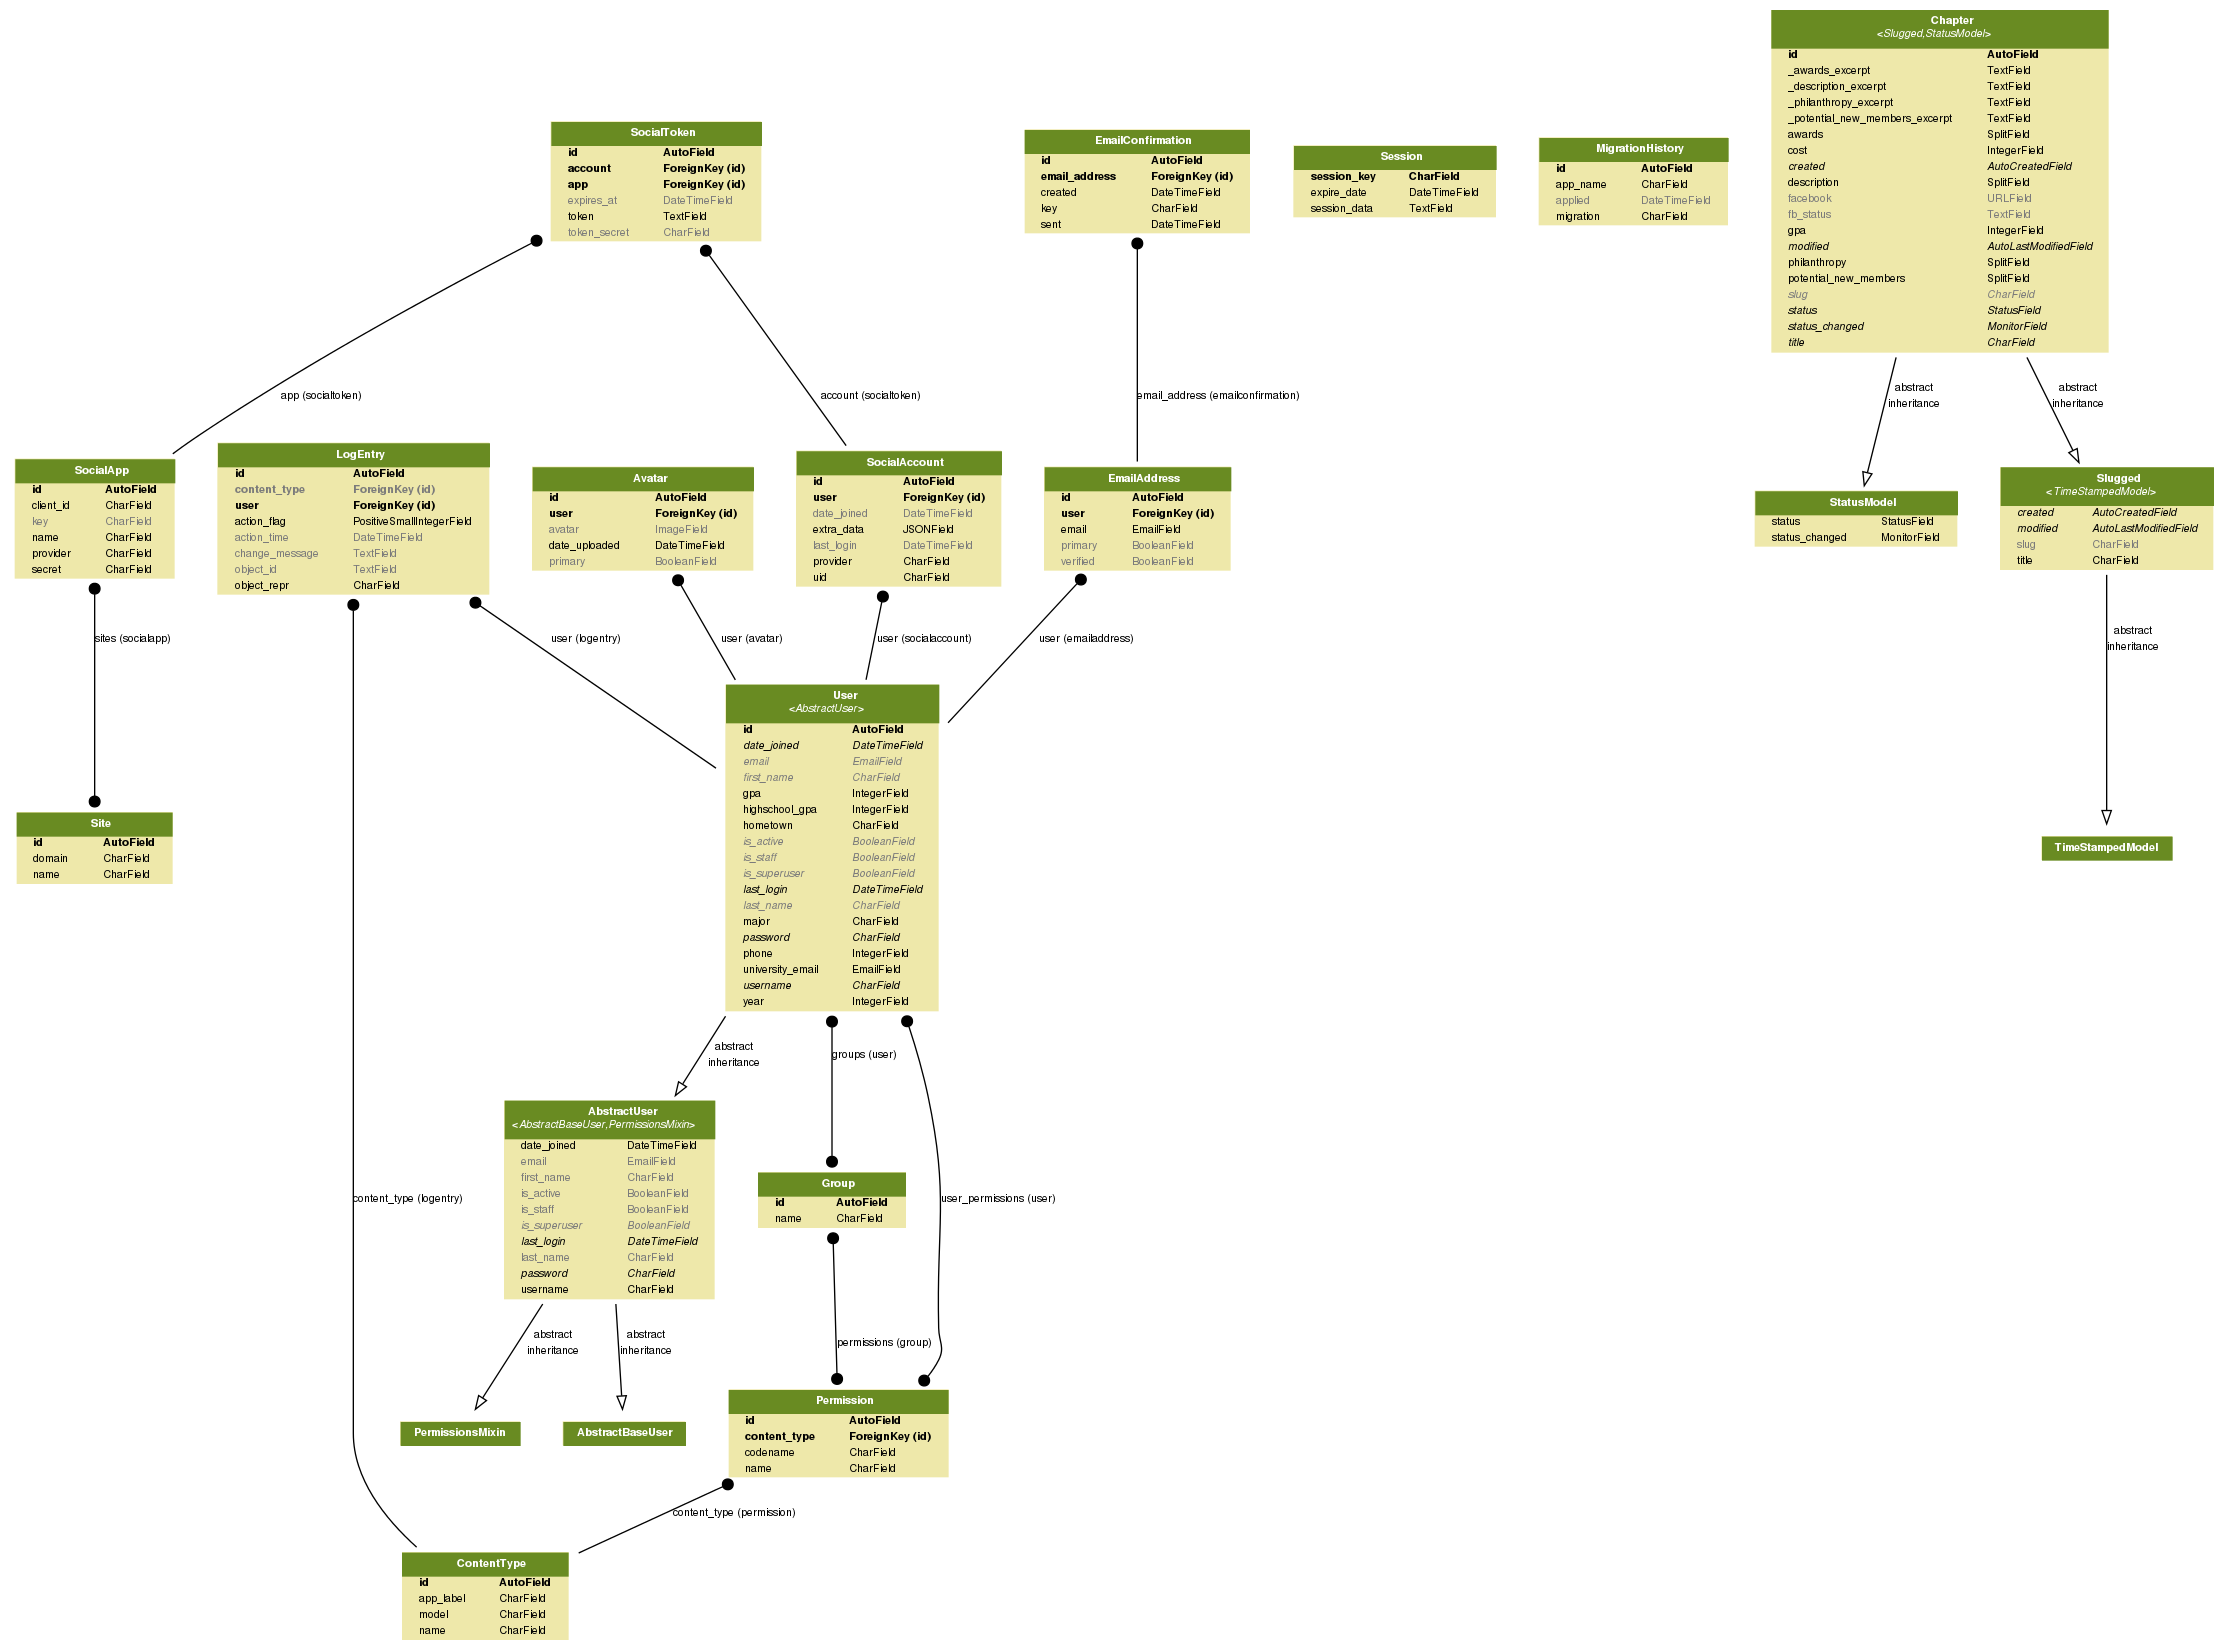 Chapter
<Slugged,StatusModel>
id AutoField
_awards_excerpt TextField
_description_excerpt TextField
_philanthropy_excerpt TextField
_potential_new_members_excerpt TextField
awards SplitField
cost IntegerField
created AutoCreatedField
description SplitField
facebook URLField
fb_status TextField
gpa IntegerField
modified AutoLastModifiedField
philanthropy SplitField
potential_new_members SplitField
slug CharField
status StatusField
status_changed MonitorField
title CharField
SocialToken
id AutoField
account ForeignKey (id)
app ForeignKey (id)
expires_at DateTimeField
token TextField
token_secret CharField
EmailConfirmation
id AutoField
email_address ForeignKey (id)
created DateTimeField
key CharField
sent DateTimeField
Session
session_key CharField
expire_date DateTimeField
session_data TextField
MigrationHistory
id AutoField
app_name CharField
applied DateTimeField
migration CharField
app (socialtoken)
account (socialtoken)
email_address (emailconfirmation)
abstract
inheritance
abstract
inheritance
SocialApp
id AutoField
client_id CharField
key CharField
name CharField
provider CharField
secret CharField
LogEntry
id AutoField
content_type ForeignKey (id)
user ForeignKey (id)
action_flag PositiveSmallIntegerField
action_time DateTimeField
change_message TextField
object_id TextField
object_repr CharField
Avatar
id AutoField
user ForeignKey (id)
avatar ImageField
date_uploaded DateTimeField
primary BooleanField
SocialAccount
id AutoField
user ForeignKey (id)
date_joined DateTimeField
extra_data JSONField
last_login DateTimeField
provider CharField
uid CharField
EmailAddress
id AutoField
user ForeignKey (id)
email EmailField
primary BooleanField
verified BooleanField
StatusModel
status StatusField
status_changed MonitorField
Slugged
<TimeStampedModel>
created AutoCreatedField
modified AutoLastModifiedField
slug CharField
title CharField
sites (socialapp)
user (logentry)
user (avatar)
user (socialaccount)
user (emailaddress)
abstract
inheritance
User
<AbstractUser>
id AutoField
date_joined DateTimeField
email EmailField
first_name CharField
gpa IntegerField
highschool_gpa IntegerField
hometown CharField
is_active BooleanField
is_staff BooleanField
is_superuser BooleanField
last_login DateTimeField
last_name CharField
major CharField
password CharField
phone IntegerField
university_email EmailField
username CharField
year IntegerField
Site
id AutoField
domain CharField
name CharField
TimeStampedModel
abstract
inheritance
groups (user)
AbstractUser
<AbstractBaseUser,PermissionsMixin>
date_joined DateTimeField
email EmailField
first_name CharField
is_active BooleanField
is_staff BooleanField
is_superuser BooleanField
last_login DateTimeField
last_name CharField
password CharField
username CharField
Group
id AutoField
name CharField
content_type (logentry)
user_permissions (user)
abstract
inheritance
abstract
inheritance
permissions (group)
PermissionsMixin
AbstractBaseUser
Permission
id AutoField
content_type ForeignKey (id)
codename CharField
name CharField
content_type (permission)
ContentType
id AutoField
app_label CharField
model CharField
name CharField